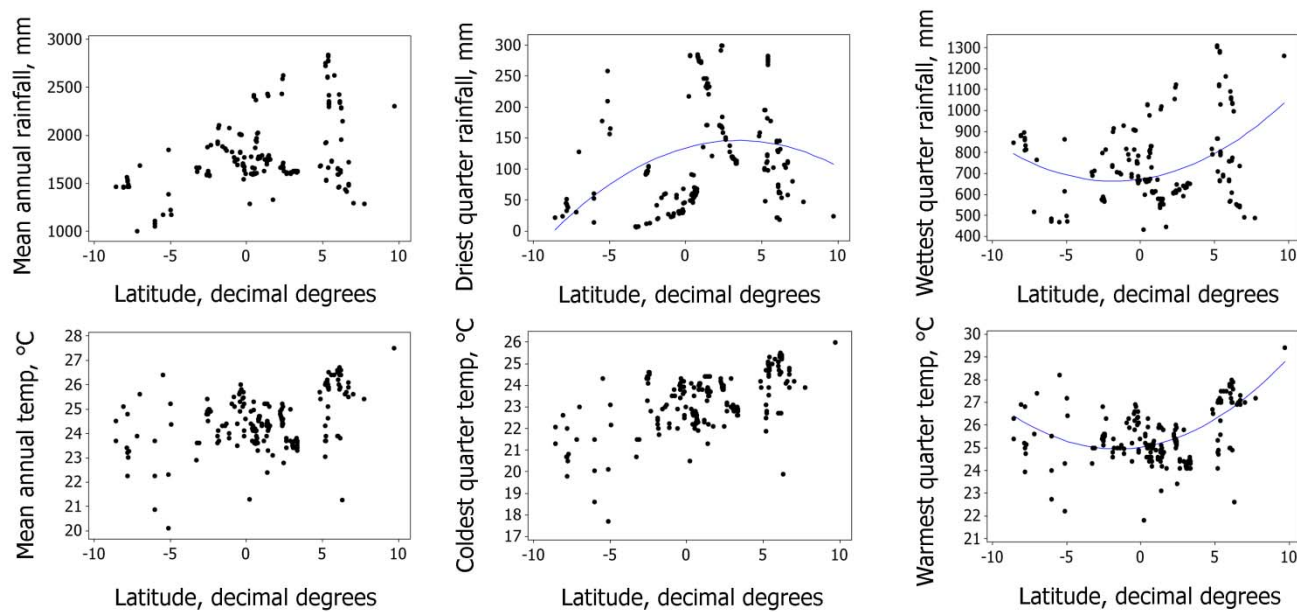 Mean annual rainfall, mm
3000
2500
2000
1500
1000
-10 -5 0 5 10
Latitude, decimal degrees
Driest quarter rainfall, mm
300
250
200
150
100
50
0
-10 -5 0 5 10
Latitude, decimal degrees
Wettest quarter rainfall, mm
1300
1200
1100
1000
900
800
700
600
500
400
-10 -5 0 5 10
Latitude, decimal degrees
Mean annual temp, °C
28
27
26
25
24
23
22
21
20
-10 -5 0 5 10
Latitude, decimal degrees
Coldest quarter temp, °C
26
25
24
23
22
21
20
19
18
17
-10 -5 0 5 10
Latitude, decimal degrees
Warmest quarter temp, °C
30
29
28
27
26
25
24
23
22
21
-10 -5 0 5 10
Latitude, decimal degrees